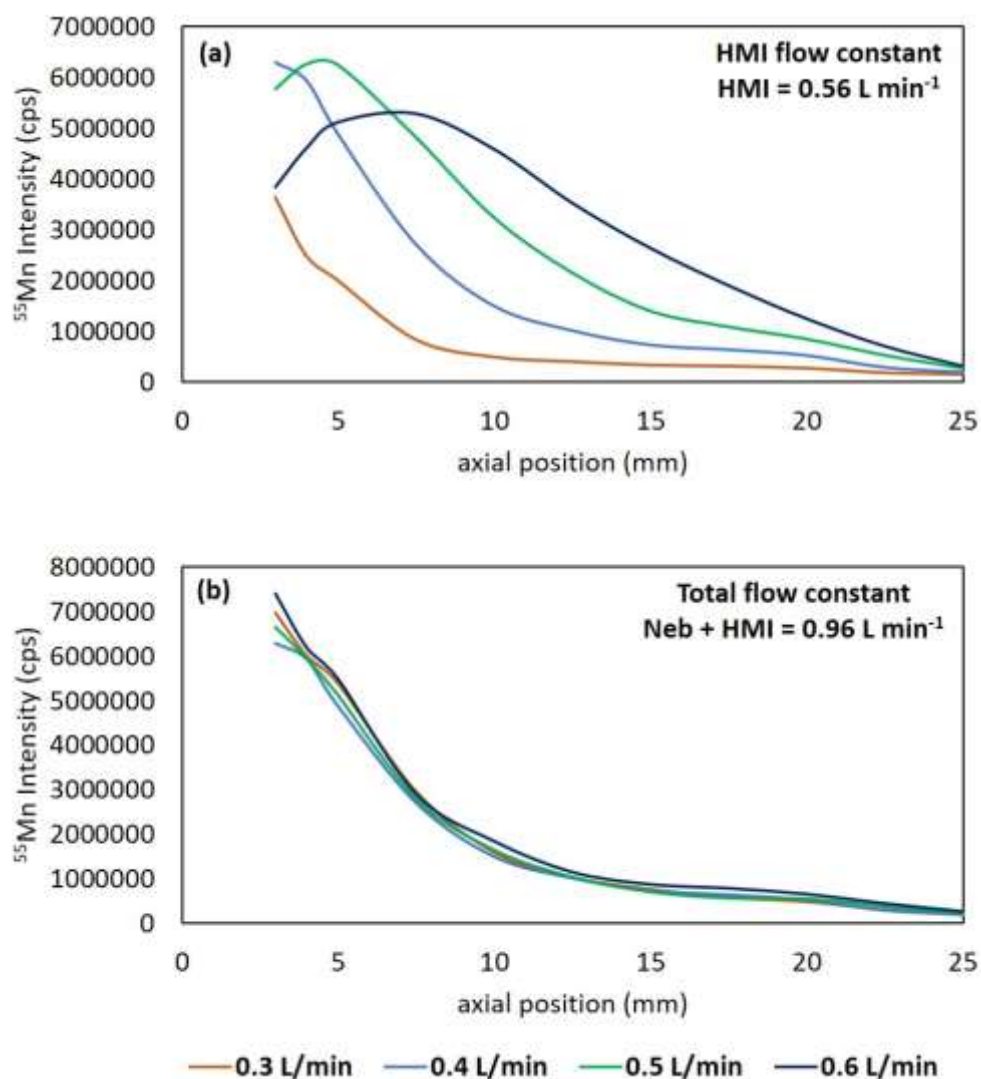 7000000
(a)
HMI flow constant
HMI = 0.56 L min⁻¹
6000000
5000000
4000000
3000000
2000000
1000000
0
⁵⁵Mn Intensity (cps)
0 5 10 15 20 25
axial position (mm)
8000000
(b)
Total flow constant
Neb + HMI = 0.96 L min⁻¹
7000000
6000000
5000000
4000000
3000000
2000000
1000000
0
⁵⁵Mn Intensity (cps)
0 5 10 15 20 25
axial position (mm)
0.3 L/min 0.4 L/min 0.5 L/min 0.6 L/min